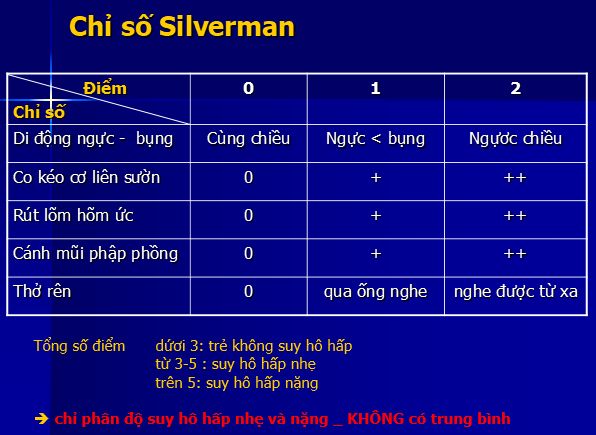 Chỉ số Silverman
Điểm 0 1 2
Chỉ số
Di động ngực - bụng Cùng chiều Ngực < bụng Ngươc chiều
Co kéo cơ liên sườn 0 + ++
Rút lõm hõm ức 0 + ++
Cánh mũi phập phồng 0 + ++
Thở rên 0 qua ống nghe nghe được từ xa
Tổng số điểm dưới 3: trẻ không suy hô hấp
từ 3-5 : suy hô hấp nhẹ
trên 5: suy hô hấp nặng
➔ chỉ phân độ suy hô hấp nhẹ và nặng _ KHÔNG có trung bình